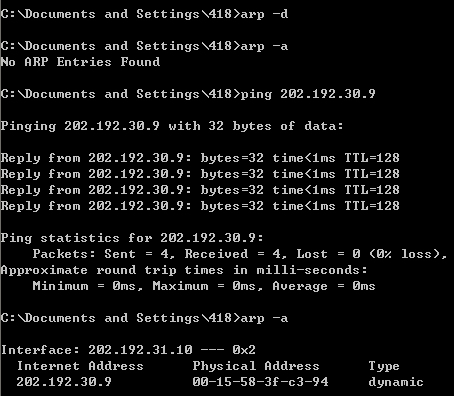 C:\Documents and Settings\418>arp -d
C:\Documents and Settings\418>arp -a
No ARP Entries Found
C:\Documents and Settings\418>ping 202.192.30.9
Pinging 202.192.30.9 with 32 bytes of data:
Reply from 202.192.30.9: bytes=32 time<1ms TTL=128
Reply from 202.192.30.9: bytes=32 time<1ms TTL=128
Reply from 202.192.30.9: bytes=32 time<1ms TTL=128
Reply from 202.192.30.9: bytes=32 time<1ms TTL=128
Ping statistics for 202.192.30.9:
    Packets: Sent = 4, Received = 4, Lost = 0 (0% loss),
Approximate round trip times in milli-seconds:
    Minimum = 0ms, Maximum = 0ms, Average = 0ms
C:\Documents and Settings\418>arp -a
Interface: 202.192.31.10 --- 0x2
  Internet Address      Physical Address      Type
  202.192.30.9          00-15-58-3f-c3-94     dynamic